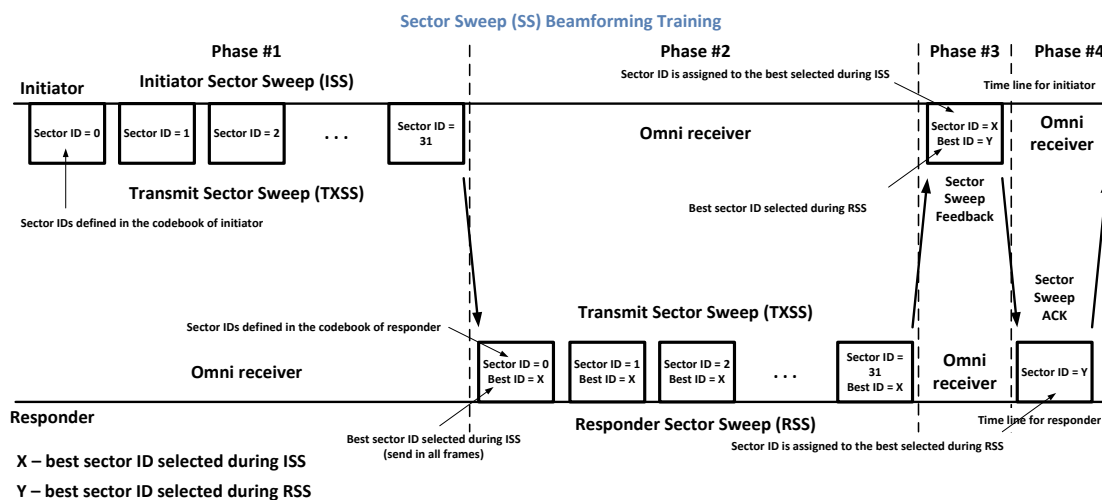 Sector Sweep (SS) Beamforming Training
Phase #1
Phase #2
Phase #3
Phase #4
Initiator
Initiator Sector Sweep (ISS)
Sector ID is assigned to the best selected during ISS
Time line for initiator
Sector ID = 0
Sector ID = 1
Sector ID = 2
. . .
Sector ID =
31
Omni receiver
Sector ID = X
Best ID = Y
Omni
receiver
Transmit Sector Sweep (TXSS)
Sector IDs defined in the codebook of initiator
Best sector ID selected during RSS
Sector
Sweep
Feedback
Sector
Sweep
ACK
Transmit Sector Sweep (TXSS)
Sector IDs defined in the codebook of responder
Omni receiver
Sector ID = 0
Best ID = X
Sector ID = 1
Best ID = X
Sector ID = 2
Best ID = X
. . .
Sector ID =
31
Best ID = X
Omni
receiver
Sector ID = Y
Responder
Responder Sector Sweep (RSS)
Time line for responder
Best sector ID selected during ISS
(send in all frames)
Sector ID is assigned to the best selected during RSS
X – best sector ID selected during ISS
Y – best sector ID selected during RSS